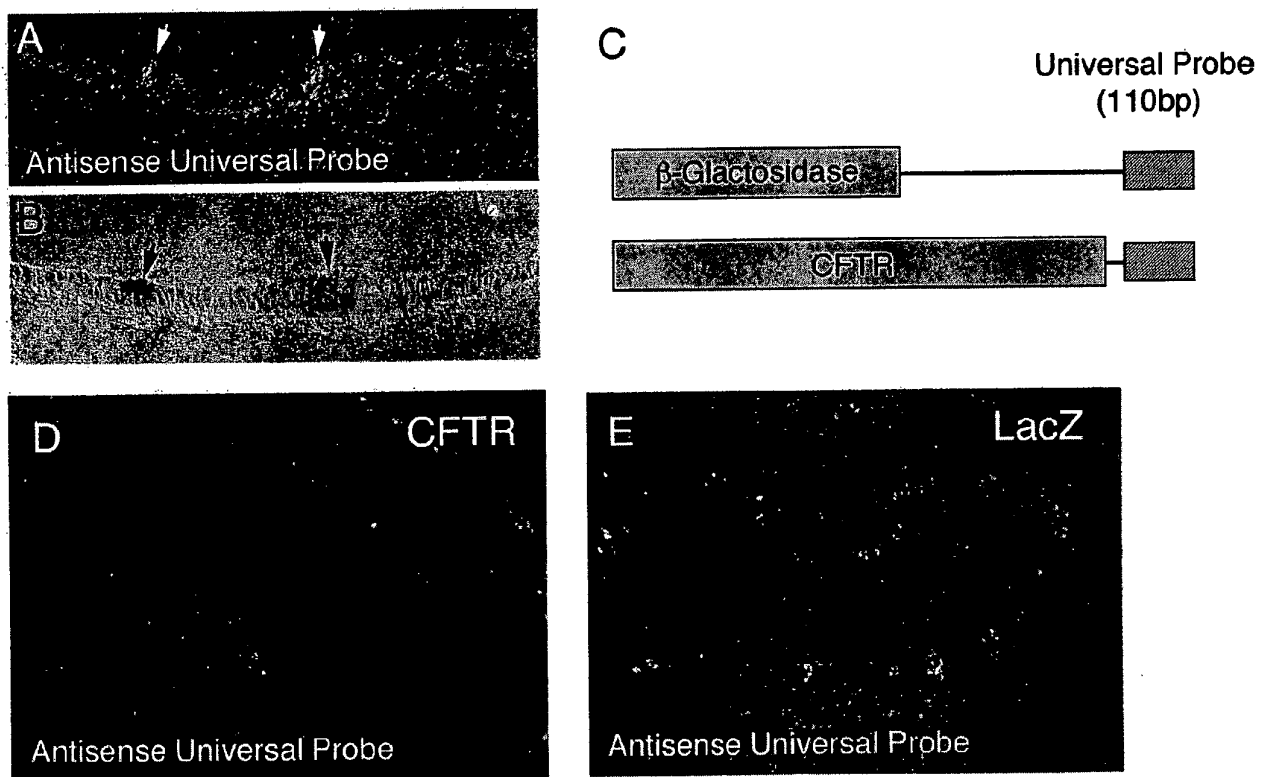 A
Antisense Universal Probe
B
C
Universal Probe
(110bp)
β-Glactosidase
CFTR
D
CFTR
Antisense Universal Probe
E
LacZ
Antisense Universal Probe